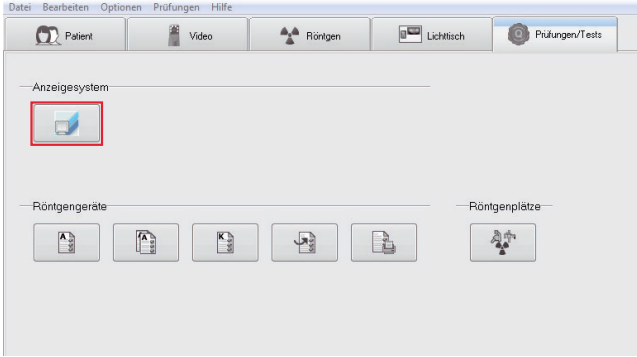 Datei Bearbeiten Optionen Prüfungen Hilfe
Patient Video Röntgen Lichttisch Prüfungen/Tests
Anzeigesystem
Röntgengeräte Röntgenplätze
A A K